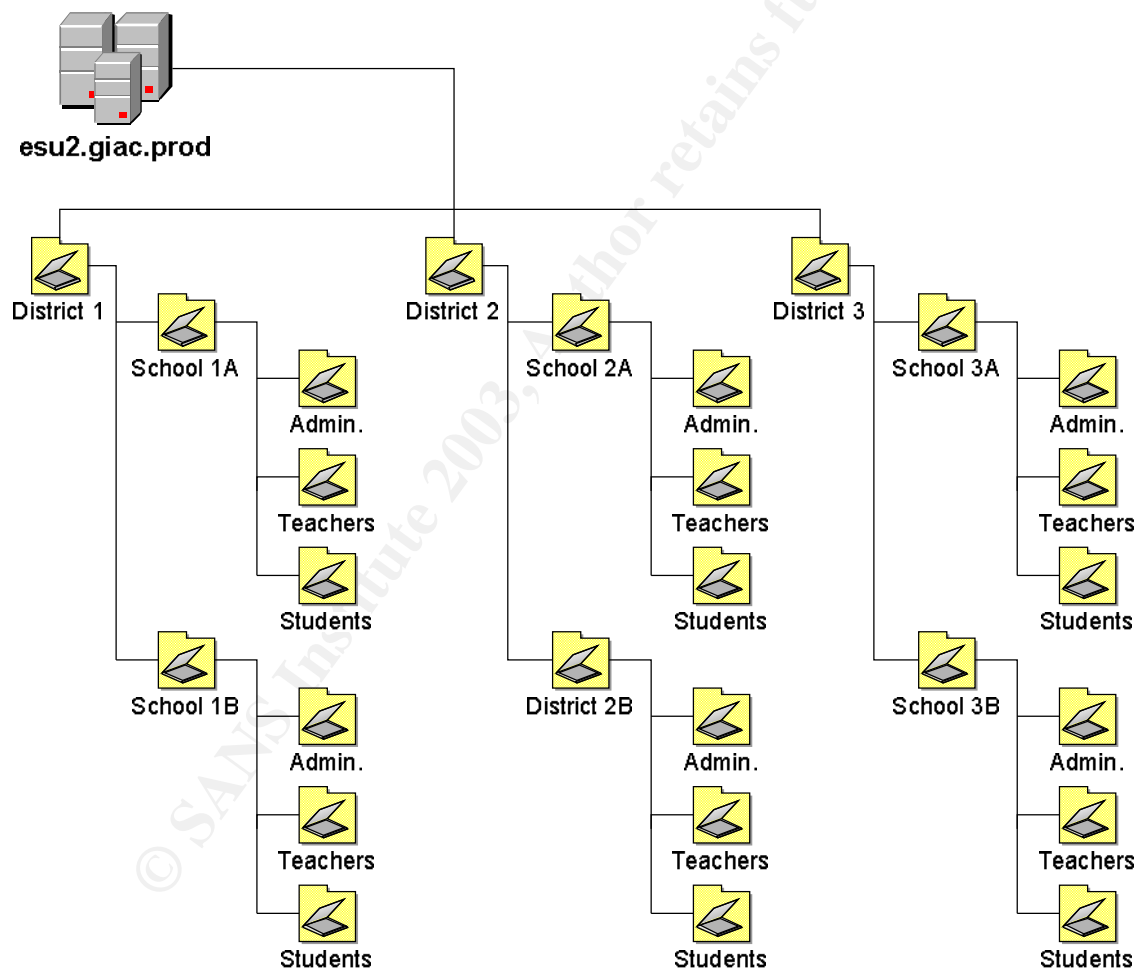 esu2.giac.prod
District 1
District 2
District 3
School 1A
School 2A
School 3A
Admin.
Admin.
Admin.
Teachers
Teachers
Teachers
Students
Students
Students
School 1B
District 2B
School 3B
Admin.
Admin.
Admin.
Teachers
Teachers
Teachers
Students
Students
Students
© SANS Institute 2003, Author retains fu